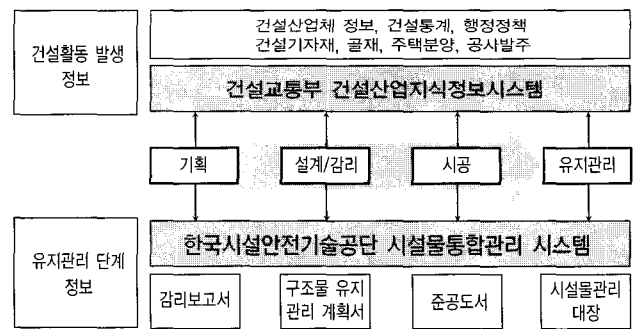 건설활동 발생
정보
건설산업체 정보, 건설통계, 행정정책
건설기자재, 골재, 주택분양, 공사발주
건설교통부 건설산업지식정보시스템
기획
설계/감리
시공
유지관리
유지관리 단계
정보
한국시설안전기술공단 시설물통합관리 시스템
감리보고서
구조물 유지
관리 계획서
준공도서
시설물관리
대장